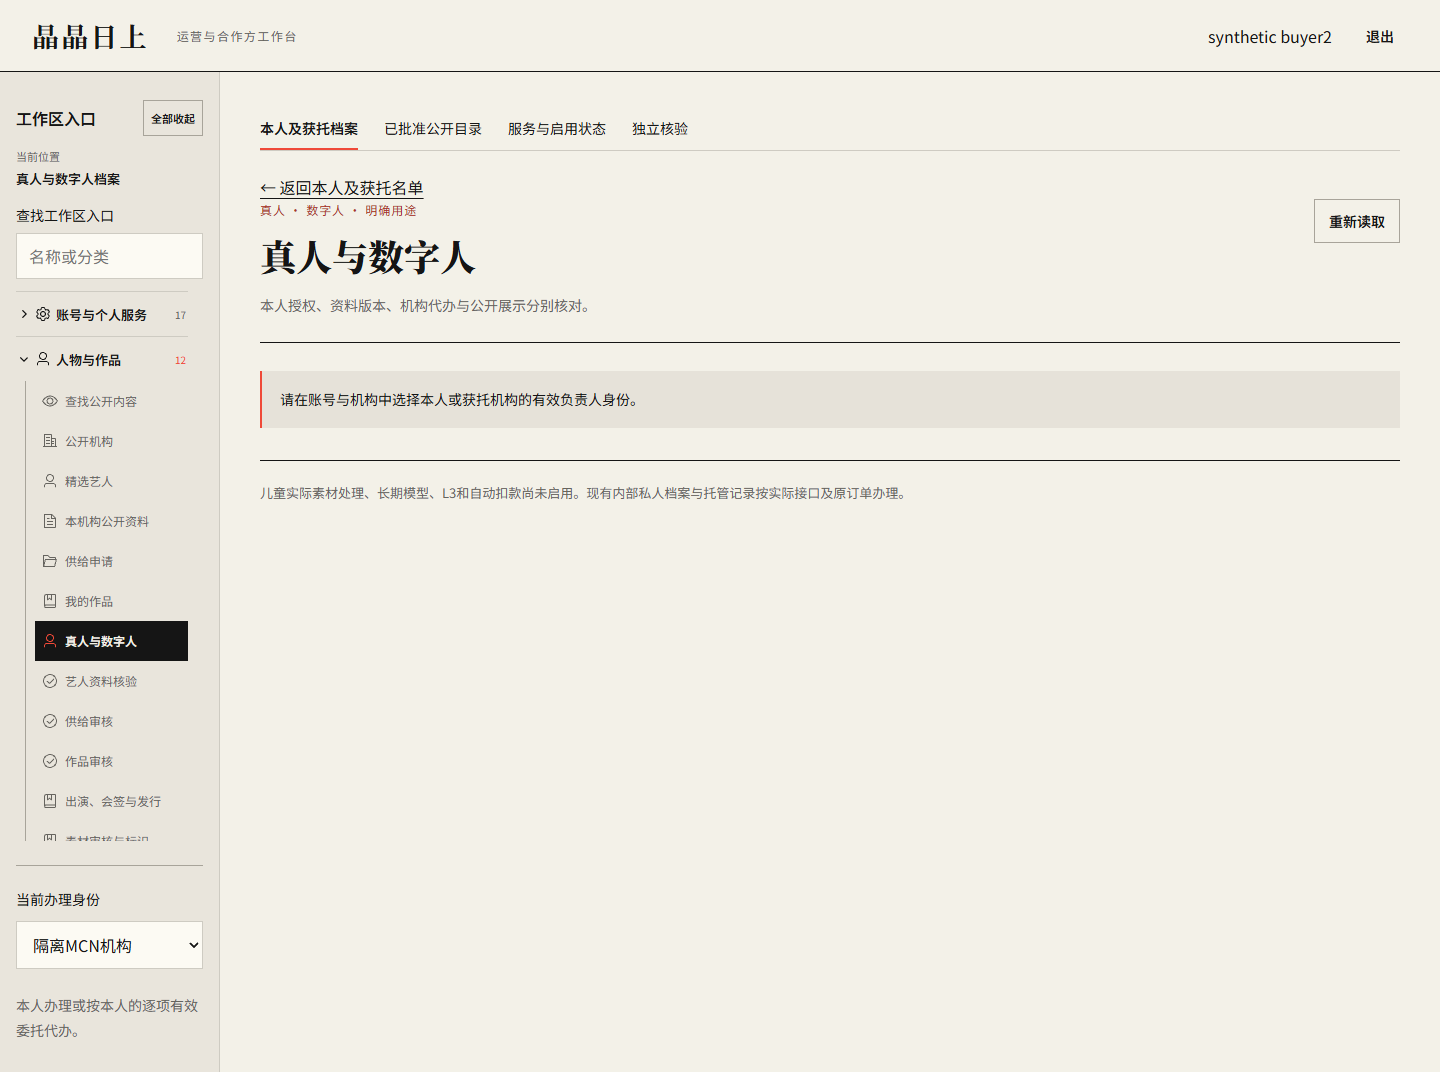 晶晶日上
运营与合作方工作台
synthetic buyer2
退出
工作区入口
全部收起
当前位置
真人与数字人档案
查找工作区入口
名称或分类
账号与个人服务
17
人物与作品
12
查找公开内容
公开机构
精选艺人
本机构公开资料
供给申请
我的作品
真人与数字人
艺人资料核验
供给审核
作品审核
出演、会签与发行
素材审核与标识
当前办理身份
隔离MCN机构
本人办理或按本人的逐项有效
委托代办。
本人及获托档案
已批准公开目录
服务与启用状态
独立核验
← 返回本人及获托名单
真人 · 数字人 · 明确用途
真人与数字人
本人授权、资料版本、机构代办与公开展示分别核对。
重新读取
请在账号与机构中选择本人或获托机构的有效负责人身份。
儿童实际素材处理、长期模型、L3和自动扣款尚未启用。现有内部私人档案与托管记录按实际接口及原订单办理。